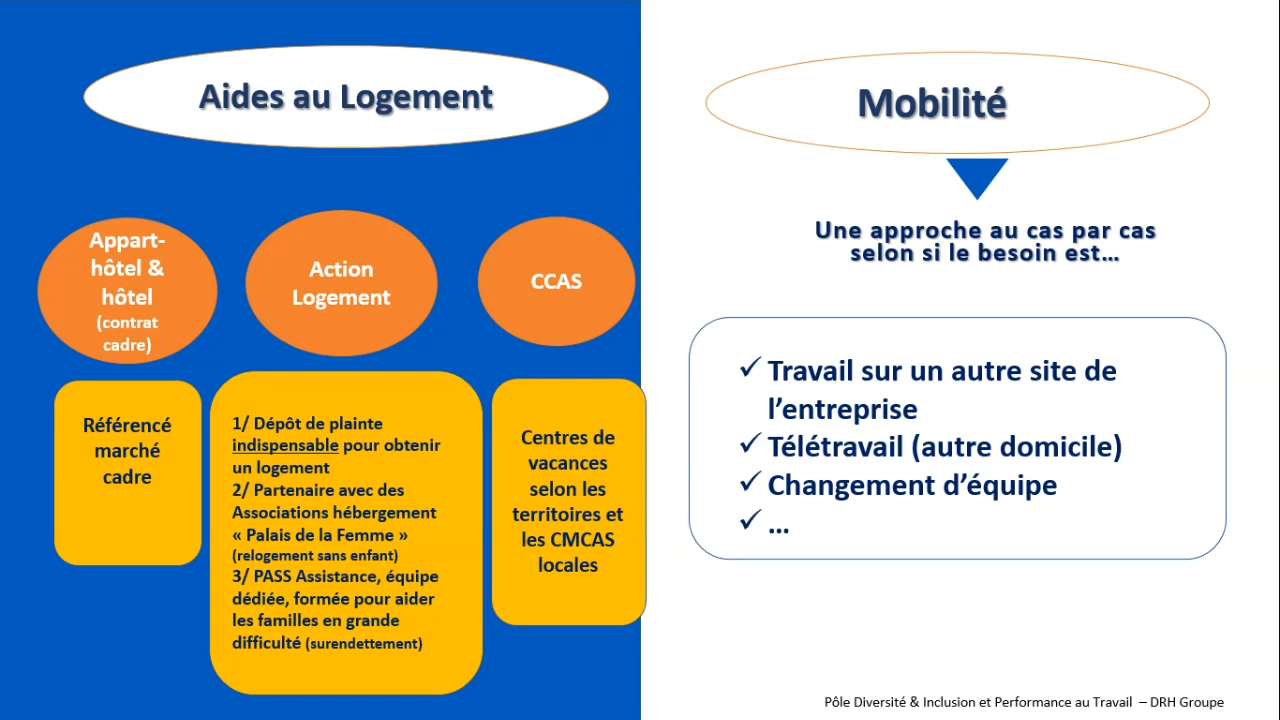 Aides au Logement
Appart-
hôtel &
hôtel
(contrat
cadre)
Action
Logement
CCAS
Référencé
marché
cadre
1/ Dépôt de plainte
indispensable pour obtenir
un logement
2/ Partenaire avec des
Associations hébergement
« Palais de la Femme »
(relogement sans enfant)
3/ PASS Assistance, équipe
dédiée, formée pour aider
les familles en grande
difficulté (surendettement)
Centres de
vacances
selon les
territoires et
les CMCAS
locales
Mobilité
Une approche au cas par cas
selon si le besoin est…
✓ Travail sur un autre site de
l’entreprise
✓ Télétravail (autre domicile)
✓ Changement d’équipe
✓ …
Pôle Diversité & Inclusion et Performance au Travail – DRH Groupe